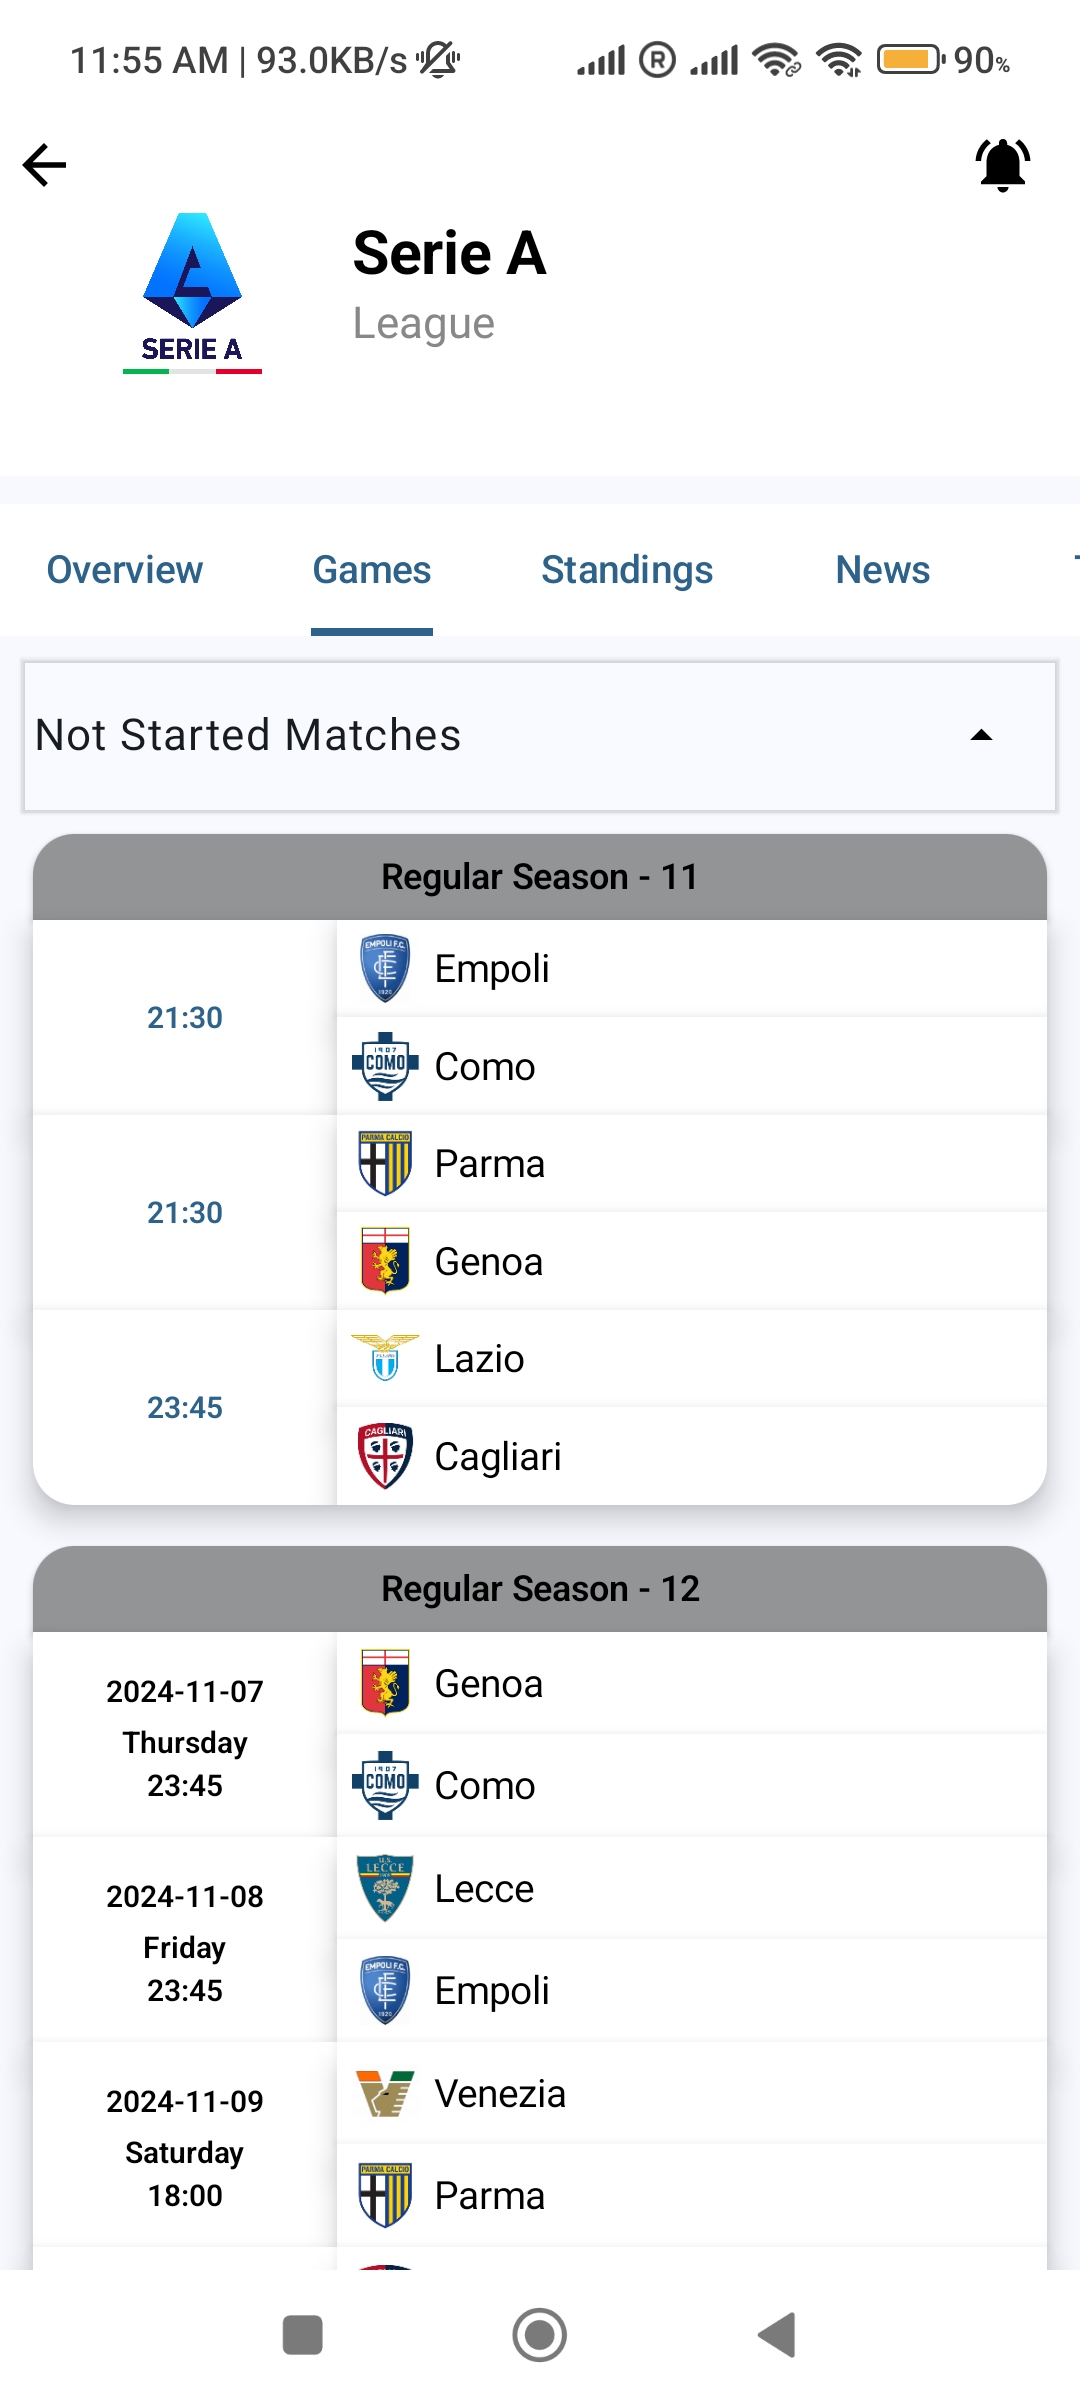 11:55 AM | 93.0KB/s ® 90%
Serie A
League
SERIE A
Overview Games Standings News
Not Started Matches
Regular Season - 11
21:30
Empoli
Como
21:30
Parma
Genoa
23:45
Lazio
Cagliari
Regular Season - 12
2024-11-07
Thursday
23:45
Genoa
Como
2024-11-08
Friday
23:45
Lecce
Empoli
2024-11-09
Saturday
18:00
Venezia
Parma